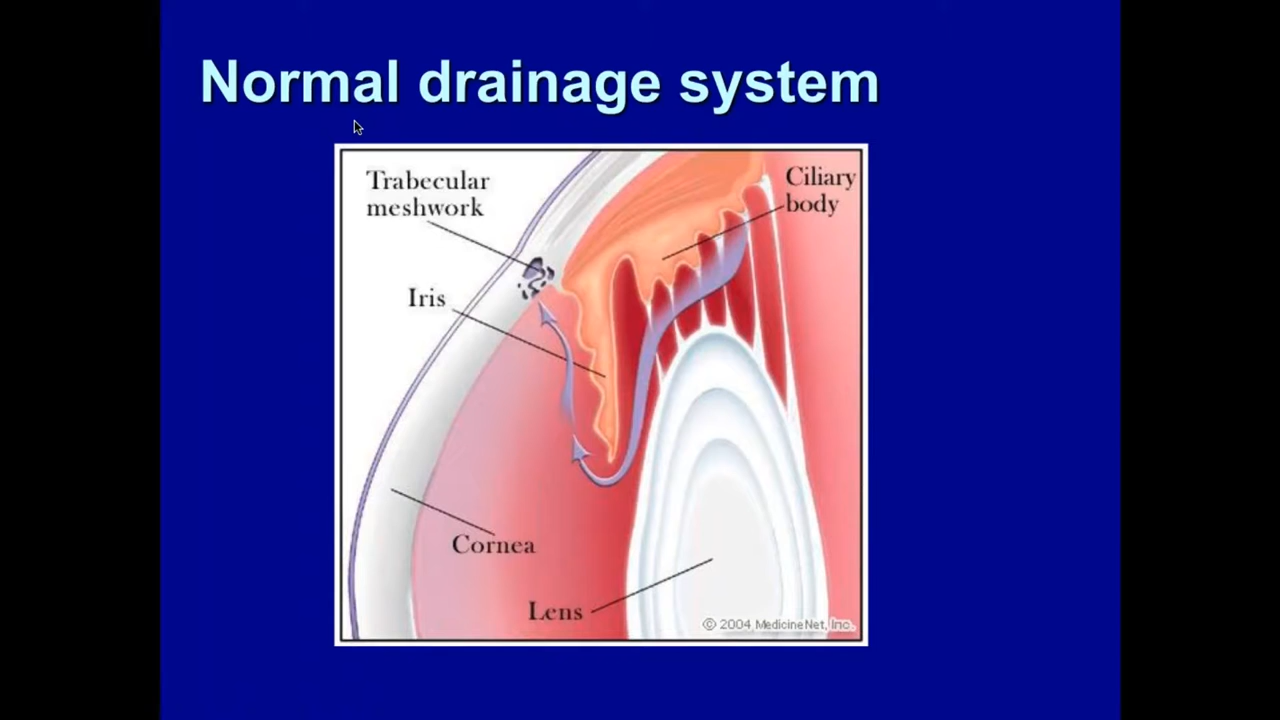 Normal drainage system
Trabecular
meshwork
Ciliary
body
Iris
Cornea
Lens
© 2004 MedicineNet, Inc.